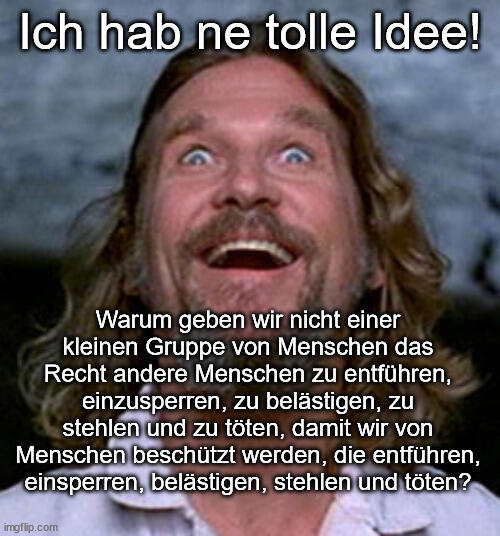 Ich hab ne tolle Idee!
Warum geben wir nicht einer
kleinen Gruppe von Menschen das
Recht andere Menschen zu entführen,
einzusperren, zu belästigen, zu
stehlen und zu töten, damit wir von
Menschen beschützt werden, die entführen,
einsperren, belästigen, stehlen und töten?
imgflip.com